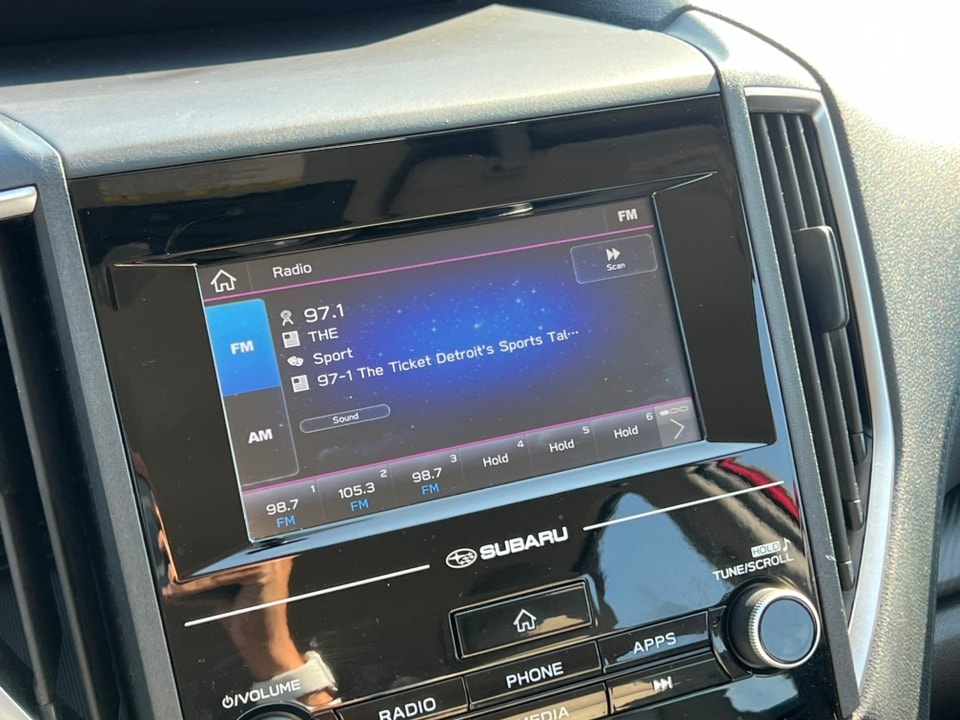 Radio
FM
Scan
FM
97.1
THE
Sport
97-1 The Ticket Detroit's Sports Tal…
Sound
AM
1
98.7
FM
2
105.3
FM
3
98.7
FM
4
Hold
5
Hold
6
Hold
SUBARU
HOLD
TUNE/SCROLL
VOLUME
RADIO
PHONE
APPS
MEDIA